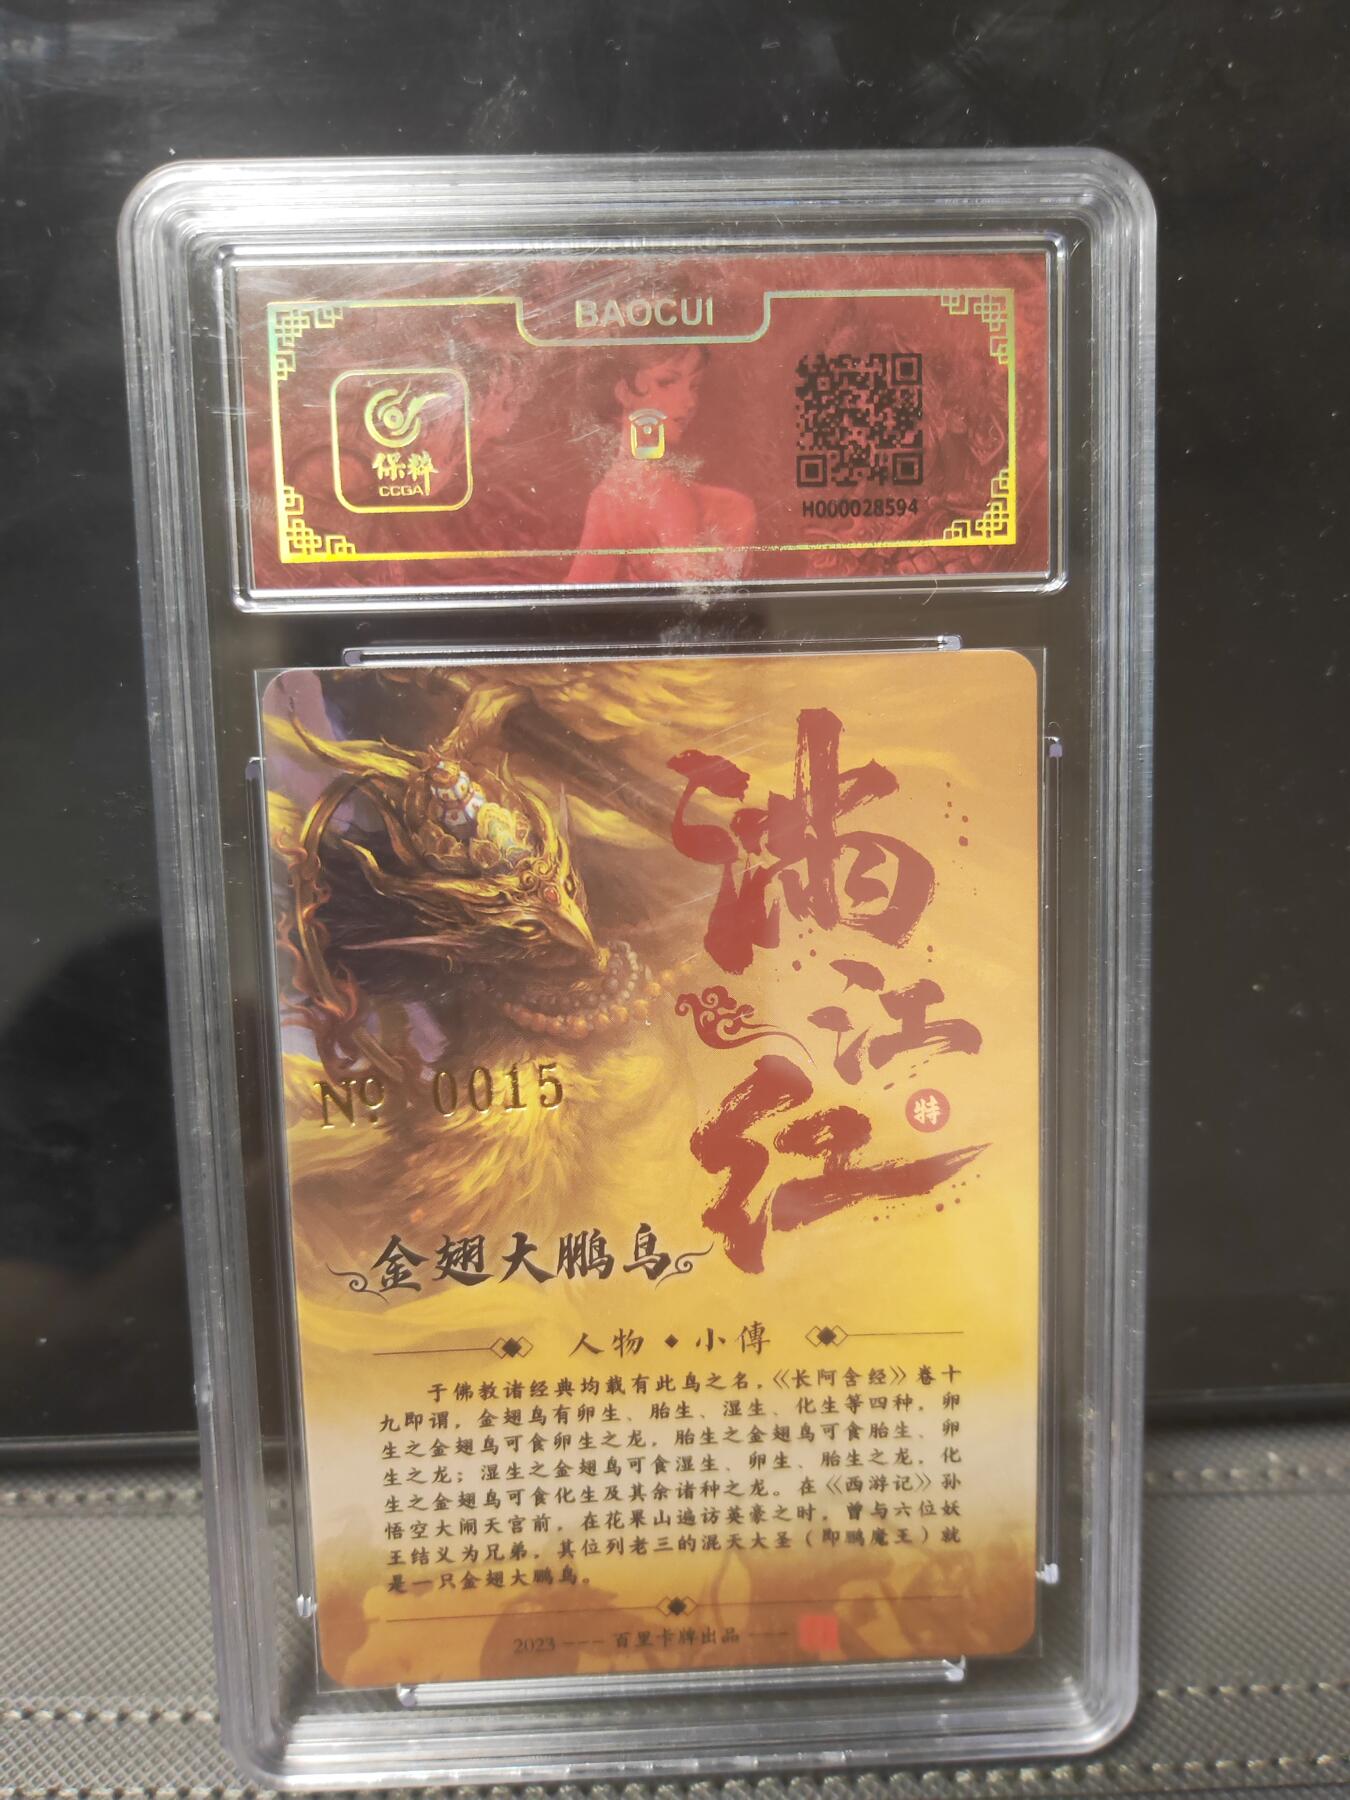 BAOCUI
保粹
CCGA
H000028594
满
江
红
特
No 0015
金翅大鹏鸟
人物◆小傳
于佛教诸经典均载有此鸟之名，《长阿含经》卷十
九即谓，金翅鸟有卵生、胎生、湿生、化生等四种，卵
生之金翅鸟可食卵生之龙，胎生之金翅鸟可食胎生、卵
生之龙；湿生之金翅鸟可食湿生、卵生、胎生之龙，化
生之金翅鸟可食化生及其余诸种之龙。在《西游记》孙
悟空大闹天宫前，在花果山遍访英豪之时，曾与六位妖
王结义为兄弟，其位列老三的混天大圣（即鹏魔王）就
是一只金翅大鹏鸟。
2023 --- 百里卡牌出品 ---